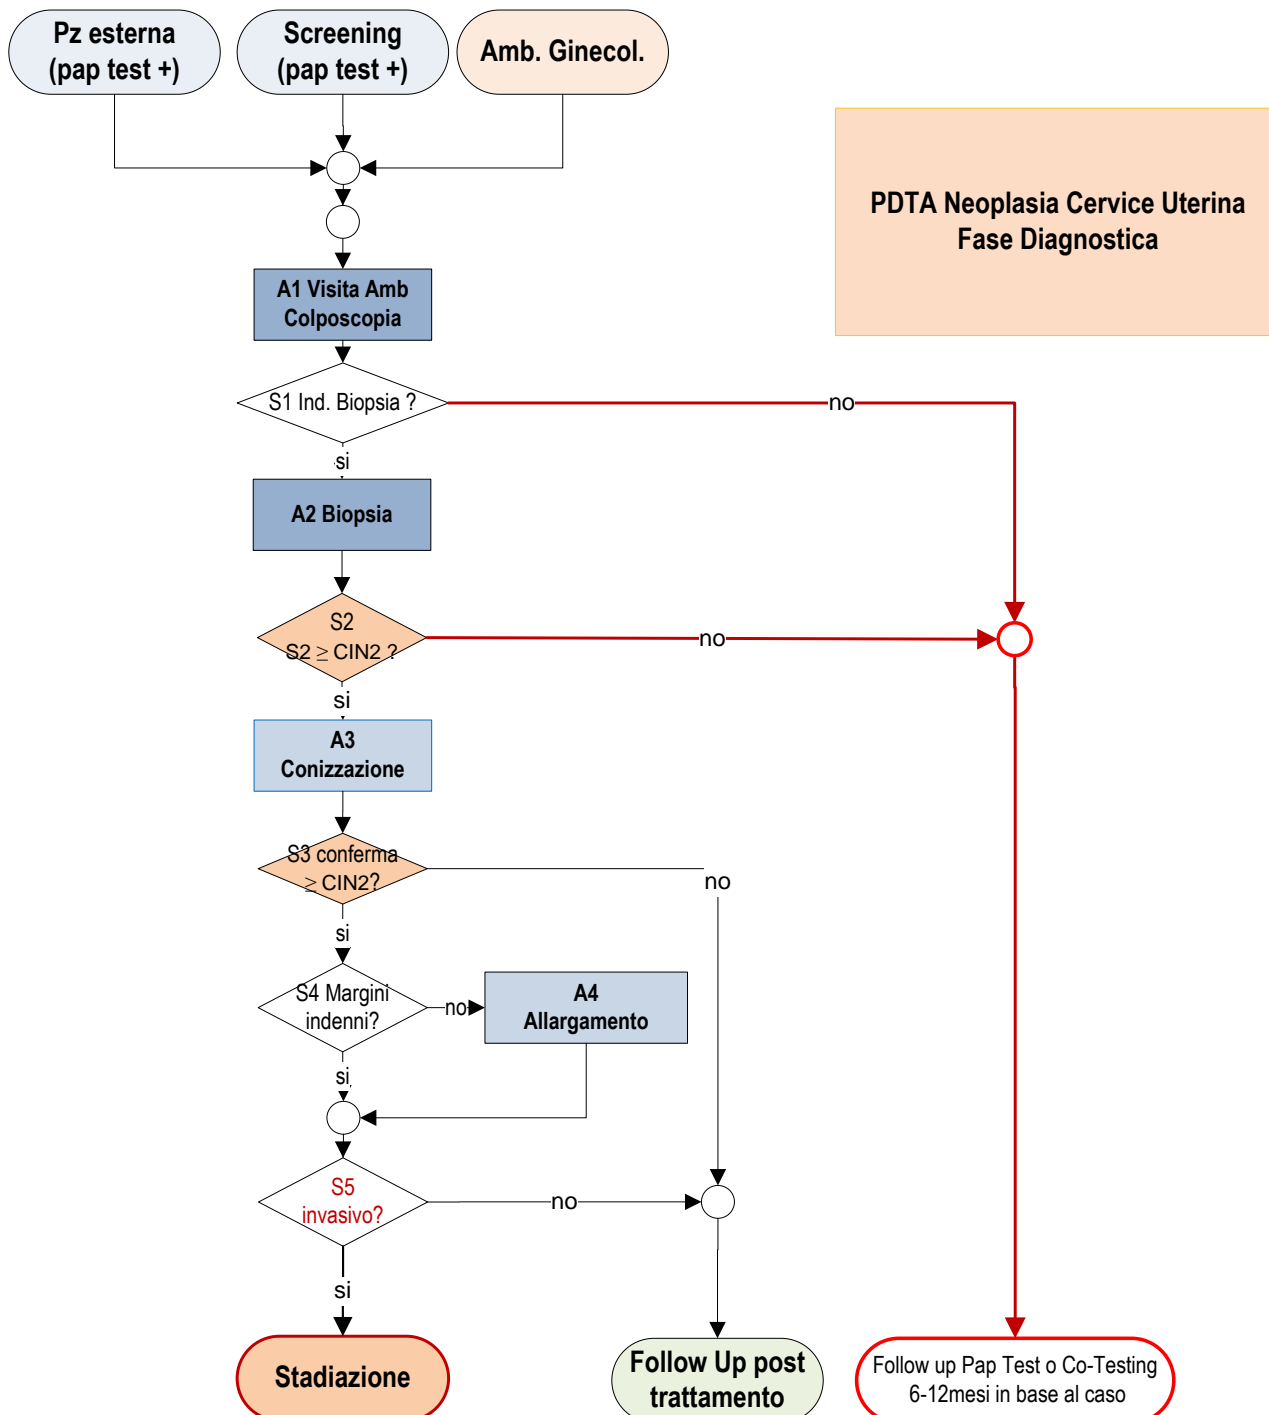 Pz esterna
(pap test +)
Screening
(pap test +)
Amb. Ginecol.
PDTA Neoplasia Cervice Uterina
Fase Diagnostica
A1 Visita Amb
Colposcopia
S1 Ind. Biopsia ?
no
si
A2 Biopsia
S2
S2 ≥ CIN2 ?
no
si
A3
Conizzazione
S3 conferma
≥ CIN2?
no
si
S4 Margini
indenni?
no
A4
Allargamento
si
S5
invasivo?
no
si
Stadiazione
Follow Up post
trattamento
Follow up Pap Test o Co-Testing
6-12mesi in base al caso